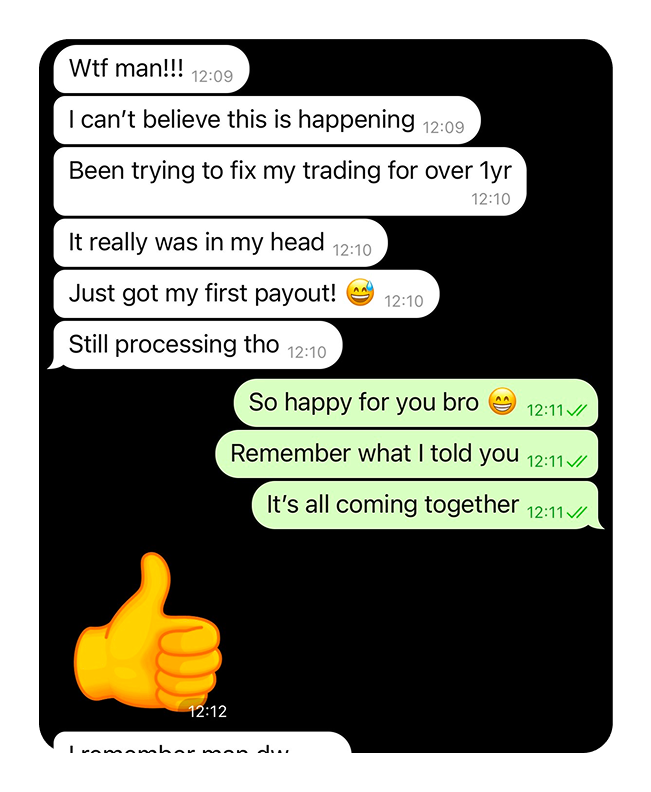 Wtf man!!! 12:09
I can’t believe this is happening 12:09
Been trying to fix my trading for over 1yr
12:10
It really was in my head 12:10
Just got my first payout! 😅 12:10
Still processing tho 12:10
So happy for you bro 😁 12:11
Remember what I told you 12:11
It’s all coming together 12:11
12:12
I remember man dw